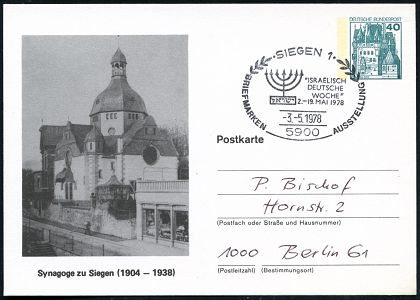 DEUTSCHE BUNDESPOST
40
SIEGEN 1
BRIEFMARKEN AUSSTELLUNG
"ISRAELISCH
DEUTSCHE
WOCHE"
2.–19. MAI 1978
ישראל
-3.-5.1978
5900
Postkarte
P. Bischof
Hornstr. 2
(Postfach oder Straße und Hausnummer)
1000 Berlin 61
(Postleitzahl) (Bestimmungsort)
Synagoge zu Siegen (1904 – 1938)